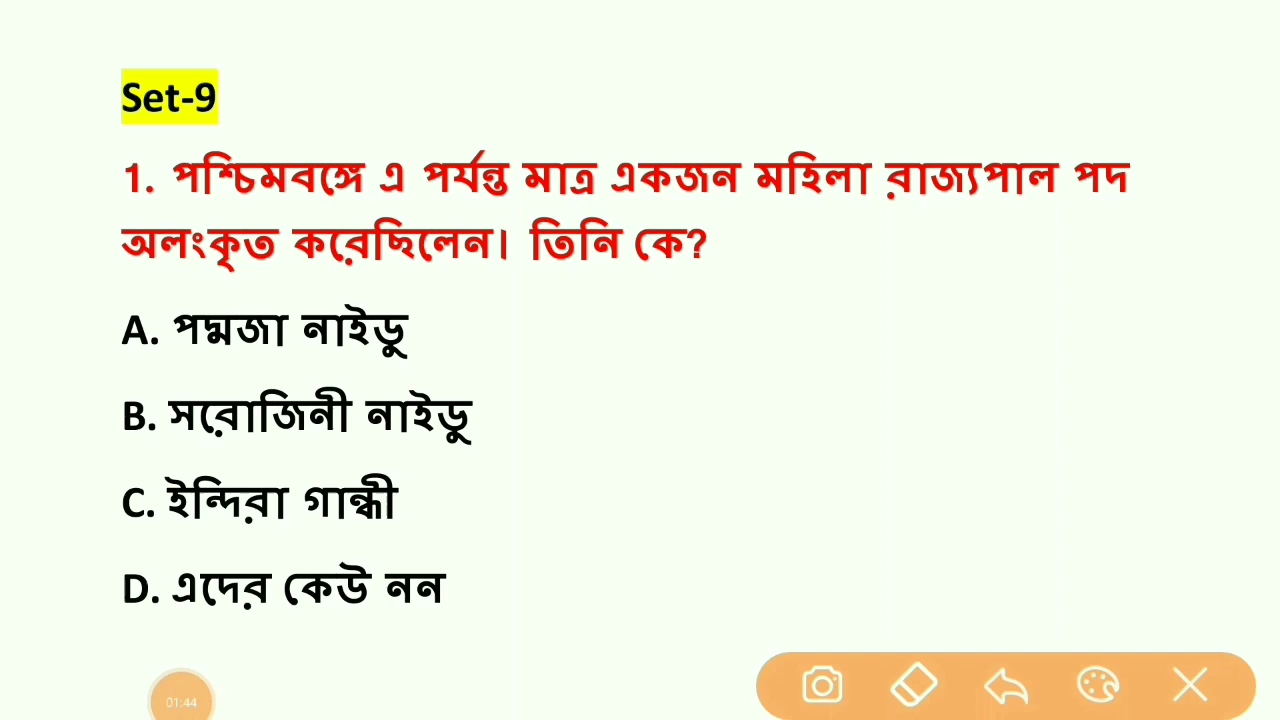 Set-9
1. পশ্চিমবঙ্গে এ পর্যন্ত মাত্র একজন মহিলা রাজ্যপাল পদ
অলংকৃত করেছিলেন। তিনি কে?
A. পদ্মজা নাইডু
B. সরোজিনী নাইডু
C. ইন্দিরা গান্ধী
D. এদের কেউ নন
01:44